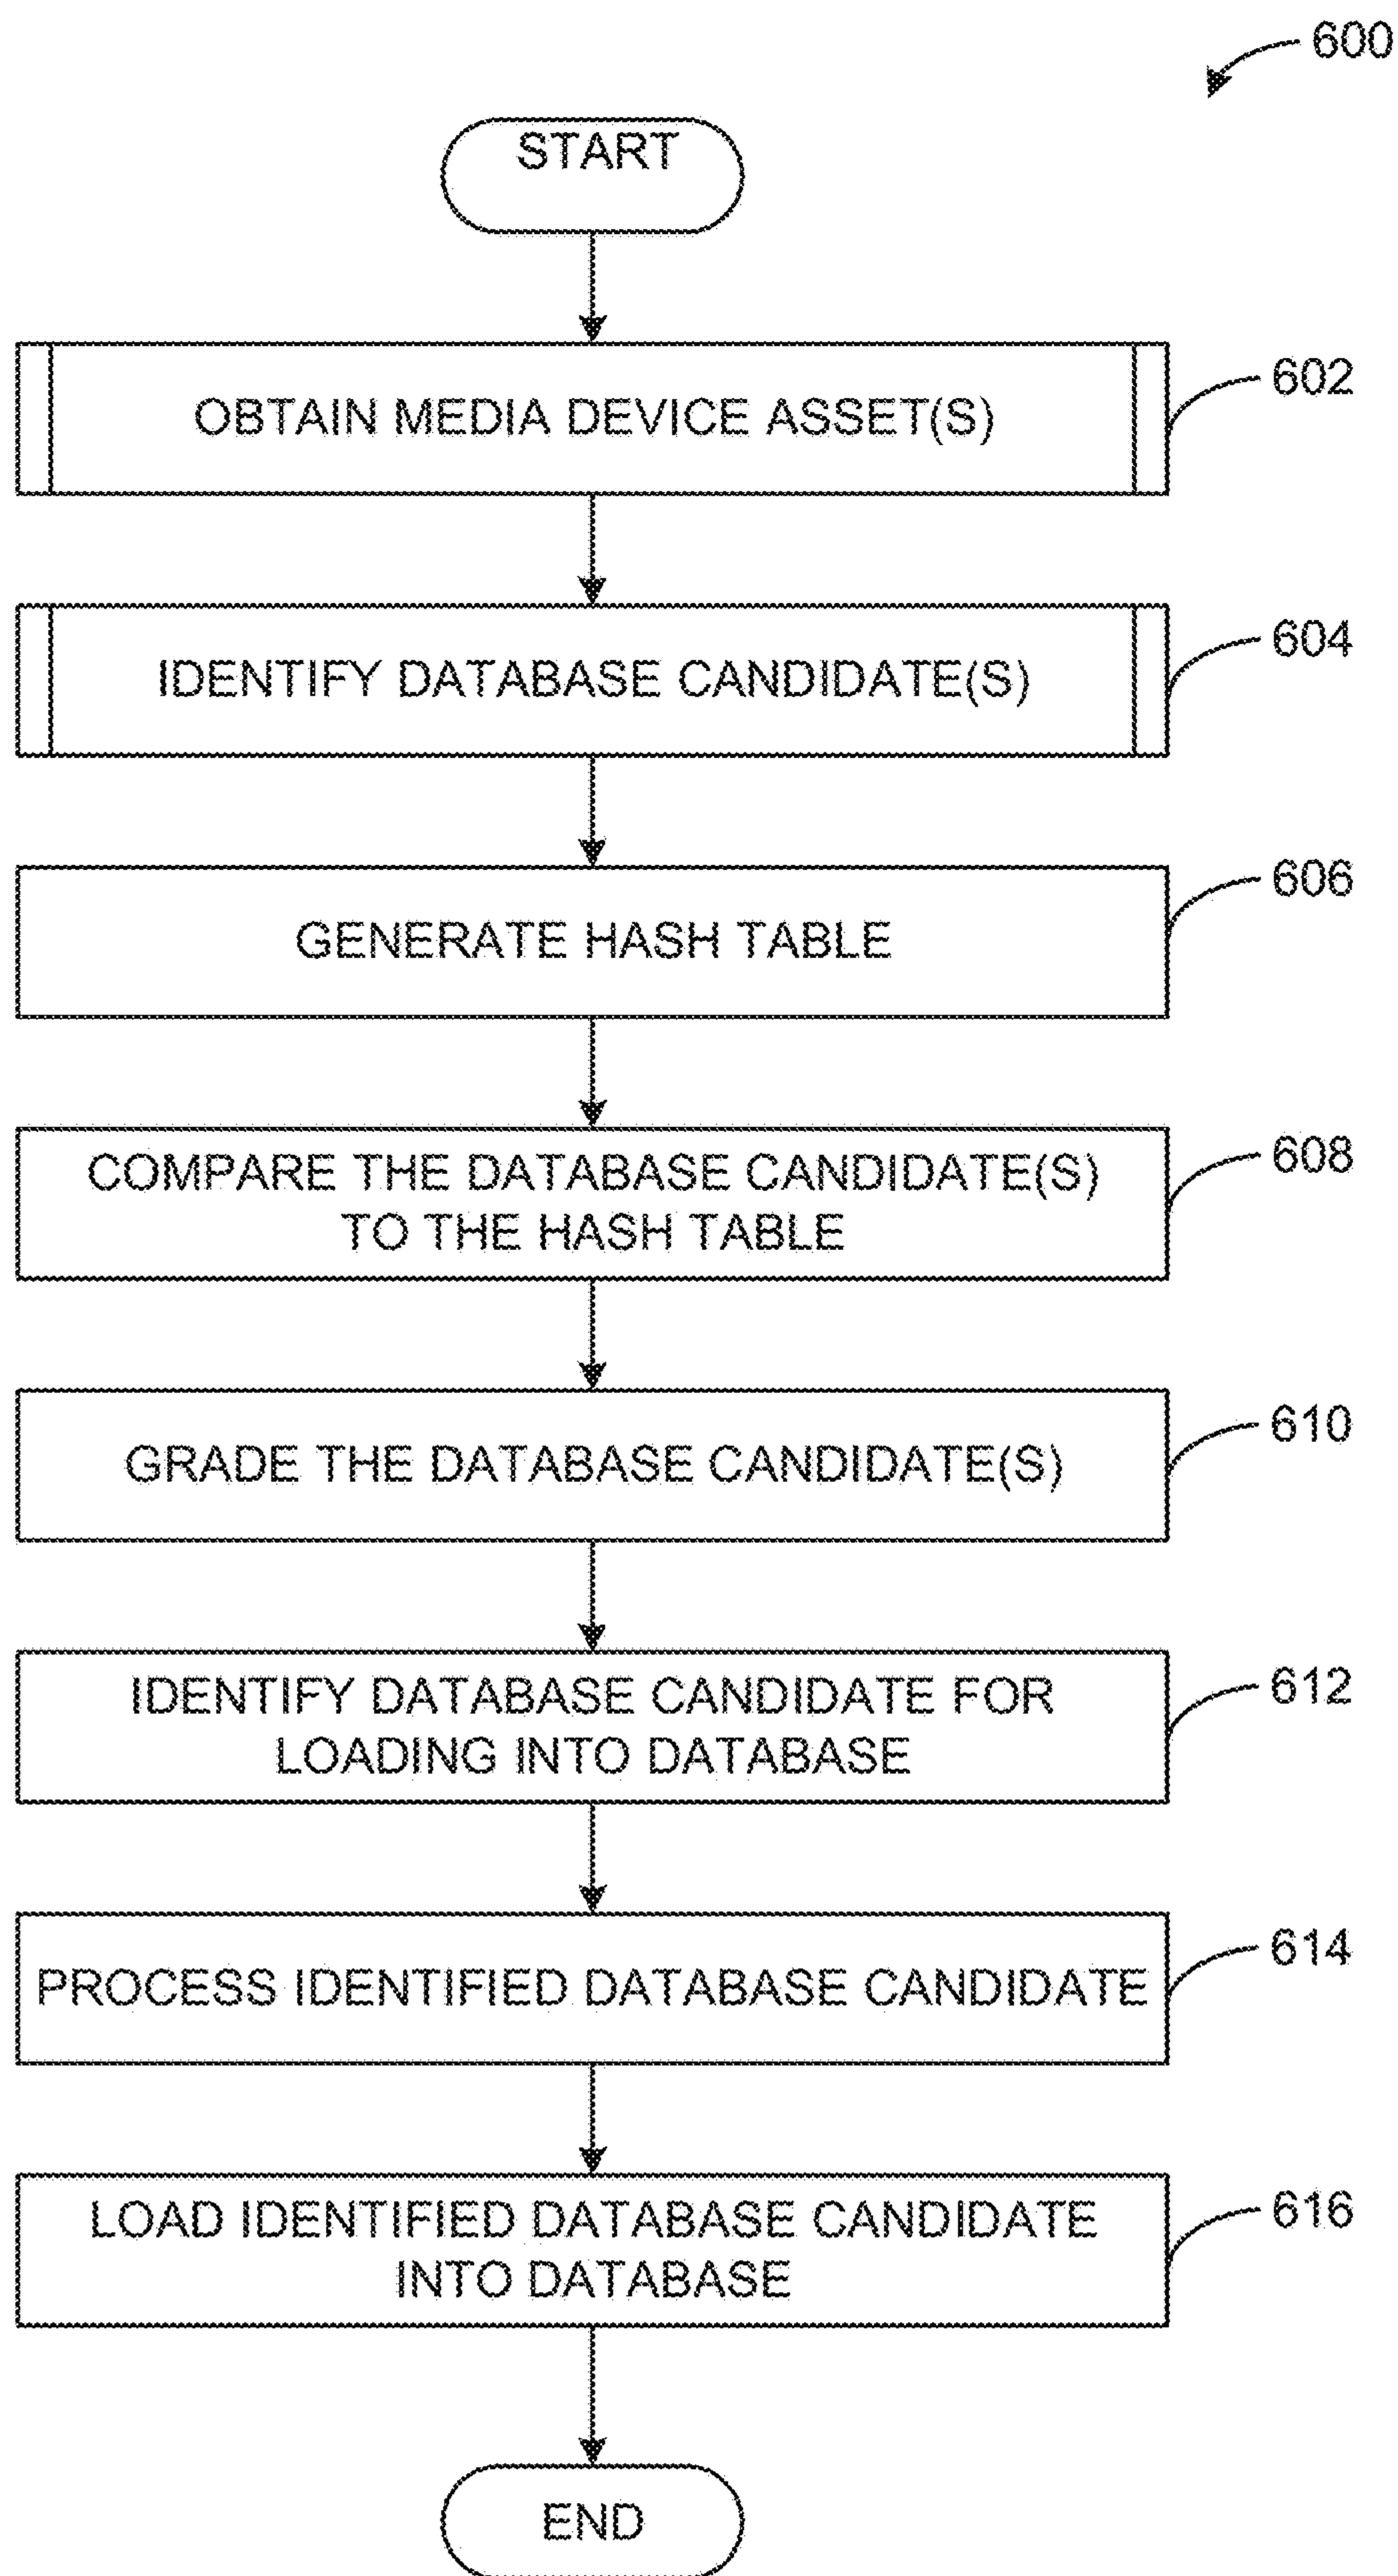 600
START
OBTAIN MEDIA DEVICE ASSET(S)
602
IDENTIFY DATABASE CANDIDATE(S)
604
GENERATE HASH TABLE
606
COMPARE THE DATABASE CANDIDATE(S)
TO THE HASH TABLE
608
GRADE THE DATABASE CANDIDATE(S)
610
IDENTIFY DATABASE CANDIDATE FOR
LOADING INTO DATABASE
612
PROCESS IDENTIFIED DATABASE CANDIDATE
614
LOAD IDENTIFIED DATABASE CANDIDATE
INTO DATABASE
616
END